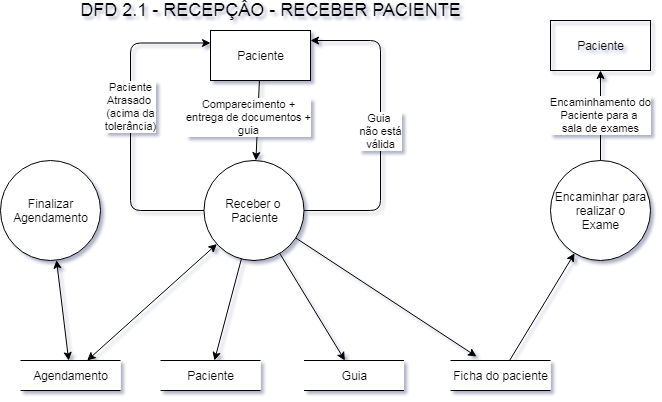 DFD 2.1 - RECEPÇÂO - RECEBER PACIENTE
Paciente
Paciente
Paciente
Atrasado
(acima da
tolerância)
Comparecimento +
entrega de documentos +
guia
Guia
não está
válida
Encaminhamento do
Paciente para a
sala de exames
Finalizar
Agendamento
Receber o
Paciente
Encaminhar para
realizar o
Exame
Agendamento
Paciente
Guia
Ficha do paciente